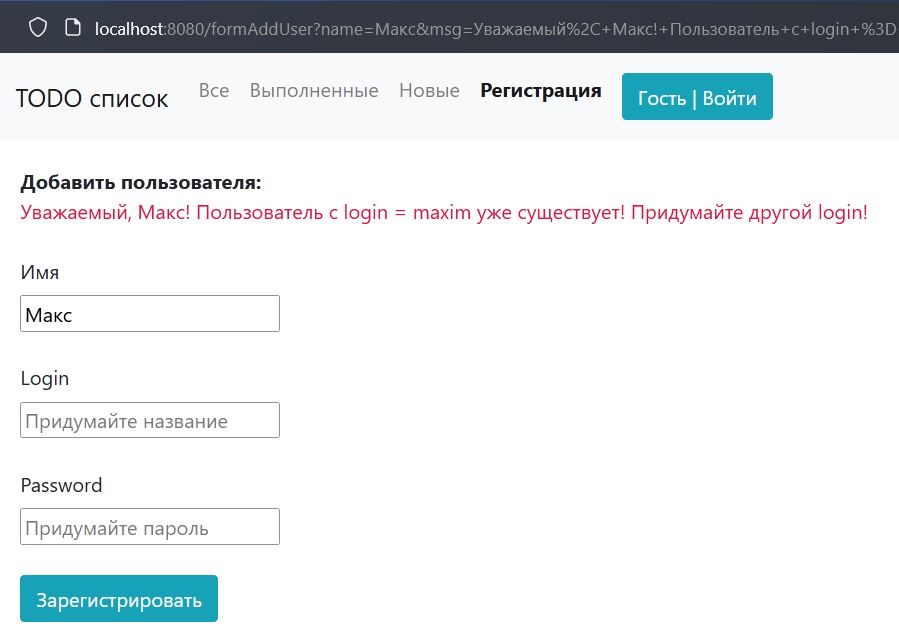 localhost:8080/formAddUser?name=Макс&msg=Уважаемый%2C+Макс!+Пользователь+с+login+%3D
TODO список Все Выполненные Новые Регистрация Гость | Войти
Добавить пользователя:
Уважаемый, Макс! Пользователь с login = maxim уже существует! Придумайте другой login!
Имя
Макс
Login
Придумайте название
Password
Придумайте пароль
Зарегистрировать